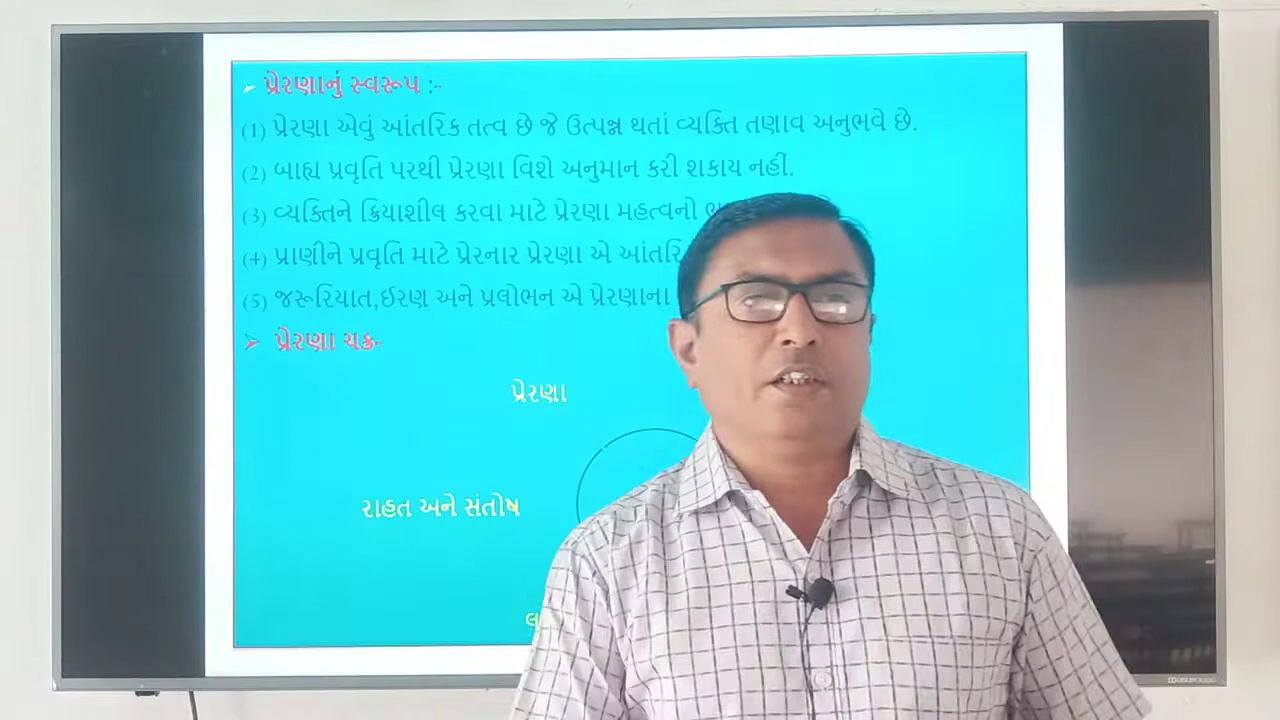 ➤ પ્રેરણાનું સ્વરૂપ :-
(1) પ્રેરણા એવું આંતરિક તત્વ છે જે ઉત્પન્ન થતાં વ્યક્તિ તણાવ અનુભવે છે.
(2) બાહ્ય પ્રવૃતિ પરથી પ્રેરણા વિશે અનુમાન કરી શકાય નહીં.
(3) વ્યક્તિને ક્રિયાશીલ કરવા માટે પ્રેરણા મહત્વનો
(4) પ્રાણીને પ્રવૃતિ માટે પ્રેરનાર પ્રેરણા એ
(5) જરૂરિયાત,ઈરણ અને પ્રલોભન એ પ્રેરણાના
➤ પ્રેરણા ચક્ર-
પ્રેરણા
રાહત અને સંતોષ